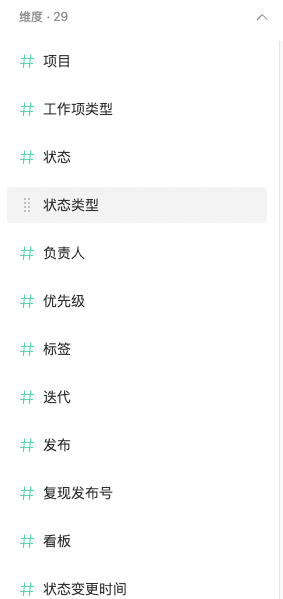 维度 · 29
项目
工作项类型
状态
状态类型
负责人
优先级
标签
迭代
发布
复现发布号
看板
状态变更时间